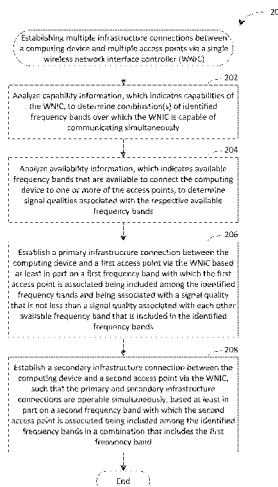 20
Establishing multiple infrastructure connections between
a computing device and multiple access points via a single
wireless network interface controller (WNIC)
202
Analyze capability information, which indicates capabilities
of the WNIC, to determine combination(s) of identified
frequency bands over which the WNIC is capable of
communicating simultaneously
204
Analyze availability information, which indicates available
frequency bands that are available to connect the computing
device to one or more of the access points, to determine
signal qualities associated with the respective available
frequency bands
206
Establish a primary infrastructure connection between the
computing device and a first access point via the WNIC based
at least in part on a first frequency band with which the first
access point is associated being included among the identified
frequency bands and being associated with a signal quality
that is not less than a signal quality associated with each other
available frequency band that is included in the identified
frequency bands
208
Establish a secondary infrastructure connection between the
computing device and a second access point via the WNIC,
such that the primary and secondary infrastructure
connections are operable simultaneously, based at least in
part on a second frequency band with which the second
access point is associated being included among the
identified frequency bands in a combination that includes the
first frequency band
End